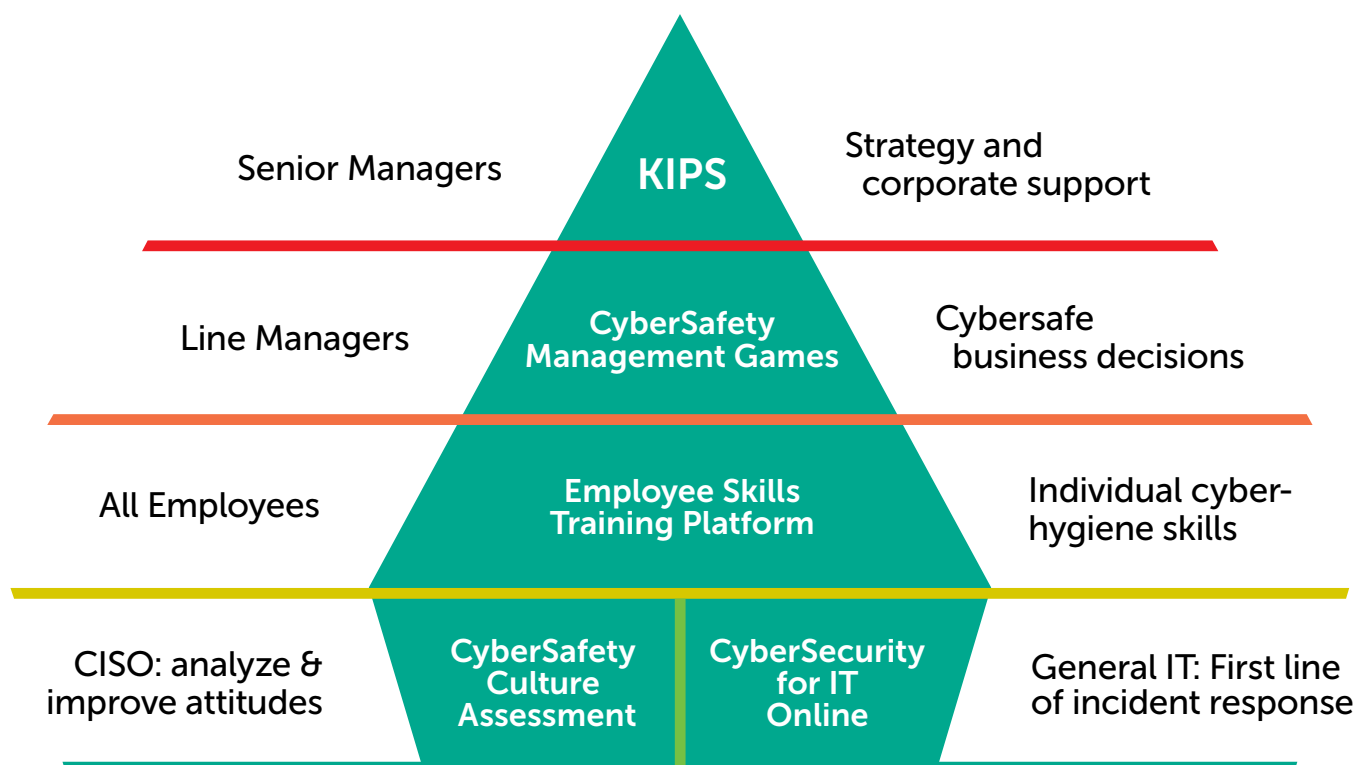 Senior Managers
KIPS
Strategy and
corporate support
Line Managers
CyberSafety
Management Games
Cybersafe
business decisions
All Employees
Employee Skills
Training Platform
Individual cyber-
hygiene skills
CISO: analyze &
improve attitudes
CyberSafety
Culture
Assessment
CyberSecurity
for IT
Online
General IT: First line
of incident response